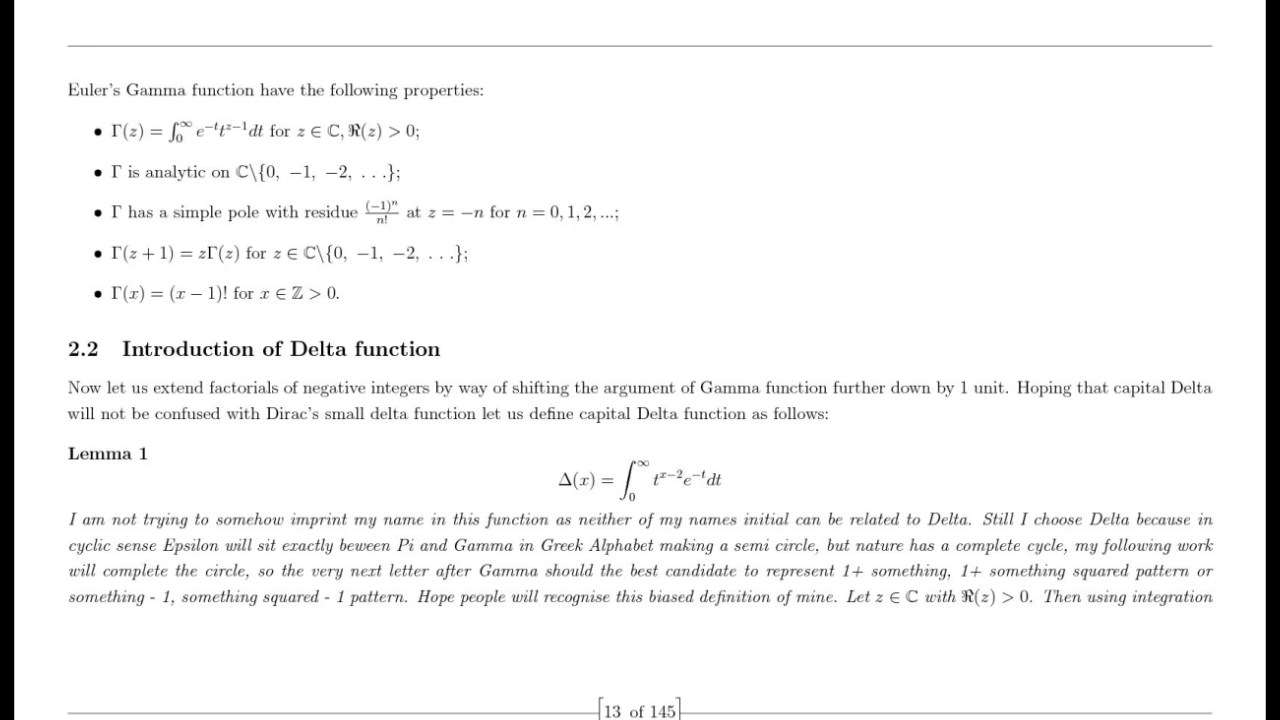 Euler's Gamma function have the following properties:
• Γ(z) = ∫₀^∞ e^{−t}t^{z−1}dt for z ∈ ℂ, ℜ(z) > 0;
• Γ is analytic on ℂ\{0, −1, −2, . . .};
• Γ has a simple pole with residue (−1)^n/n! at z = −n for n = 0, 1, 2, ...;
• Γ(z + 1) = zΓ(z) for z ∈ ℂ\{0, −1, −2, . . .};
• Γ(x) = (x − 1)! for x ∈ ℤ > 0.
2.2 Introduction of Delta function
Now let us extend factorials of negative integers by way of shifting the argument of Gamma function further down by 1 unit. Hoping that capital Delta
will not be confused with Dirac's small delta function let us define capital Delta function as follows:
Lemma 1
Δ(x) = ∫₀^∞ t^{x−2}e^{−t}dt
I am not trying to somehow imprint my name in this function as neither of my names initial can be related to Delta. Still I choose Delta because in
cyclic sense Epsilon will sit exactly beween Pi and Gamma in Greek Alphabet making a semi circle, but nature has a complete cycle, my following work
will complete the circle, so the very next letter after Gamma should the best candidate to represent 1+ something, 1+ something squared pattern or
something - 1, something squared - 1 pattern. Hope people will recognise this biased definition of mine. Let z ∈ ℂ with ℜ(z) > 0. Then using integration
[13 of 145]